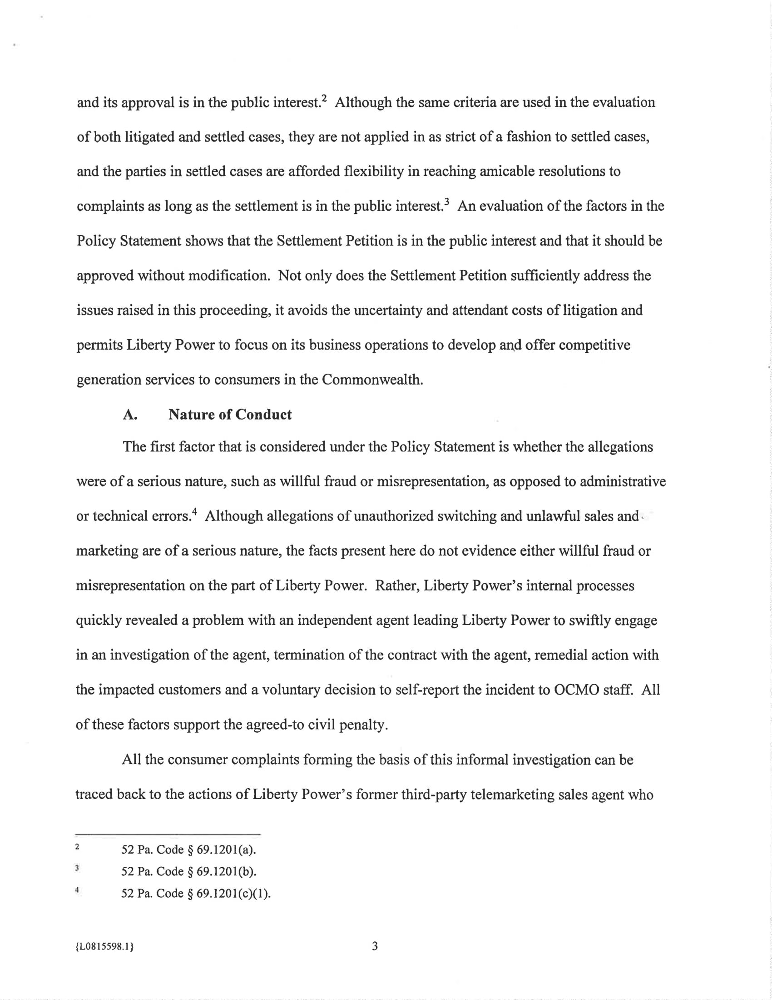 and its approval is in the public interest.2 Although the same criteria are used in the evaluation
of both litigated and settled cases, they are not applied in as strict of a fashion to settled cases,
and the parties in settled cases are afforded flexibility in reaching amicable resolutions to
complaints as long as the settlement is in the public interest.3 An evaluation of the factors in the
Policy Statement shows that the Settlement Petition is in the public interest and that it should be
approved without modification. Not only does the Settlement Petition sufficiently address the
issues raised in this proceeding, it avoids the uncertainty and attendant costs of litigation and
permits Liberty Power to focus on its business operations to develop and offer competitive
generation services to consumers in the Commonwealth.
A. Nature of Conduct
The first factor that is considered under the Policy Statement is whether the allegations
were of a serious nature, such as willful fraud or misrepresentation, as opposed to administrative
or technical errors.4 Although allegations of unauthorized switching and unlawful sales and
marketing are of a serious nature, the facts present here do not evidence either willful fraud or
misrepresentation on the part of Liberty Power. Rather, Liberty Power's internal processes
quickly revealed a problem with an independent agent leading Liberty Power to swiftly engage
in an investigation of the agent, termination of the contract with the agent, remedial action with
the impacted customers and a voluntary decision to self-report the incident to OCMO staff. All
of these factors support the agreed-to civil penalty.
All the consumer complaints forming the basis of this informal investigation can be
traced back to the actions of Liberty Power's former third-party telemarketing sales agent who
2 52 Pa. Code § 69.1201(a).
3 52 Pa. Code § 69.1201(b).
4 52 Pa. Code § 69.1201(c)(1).
{L0815598.1} 3